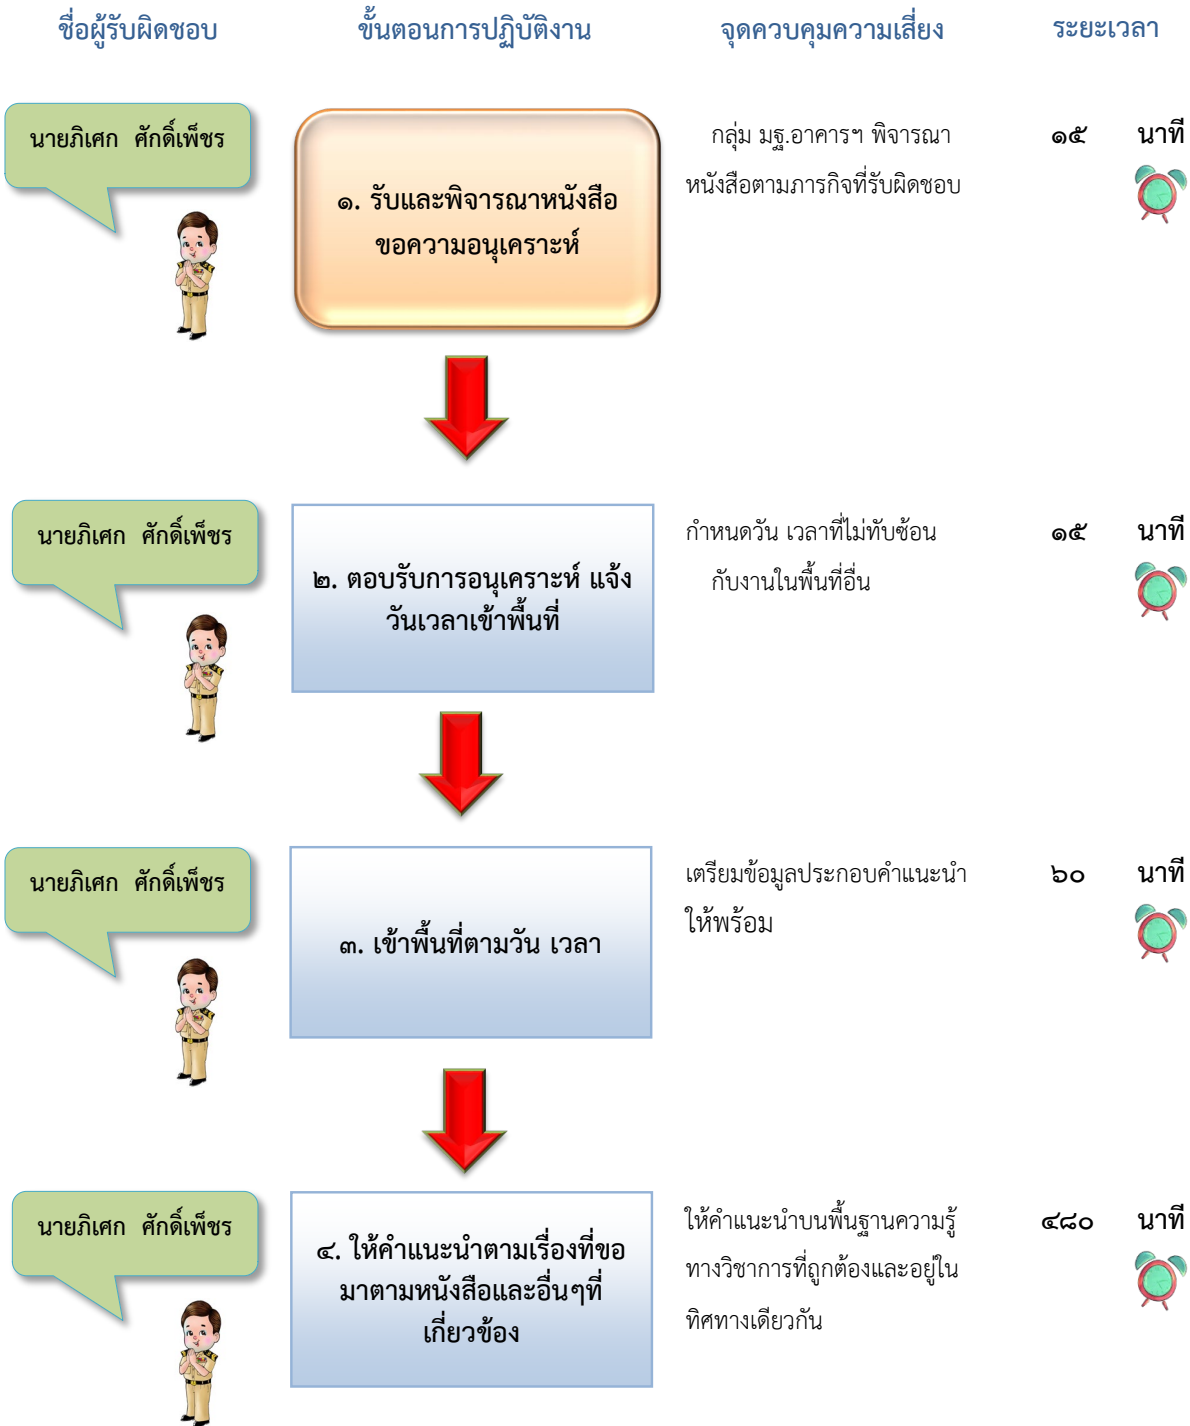 ชื่อผู้รับผิดชอบ ขั้นตอนการปฏิบัติงาน จุดควบคุมความเสี่ยง ระยะเวลา
นายภิเศก ศักดิ์เพ็ชร
๑. รับและพิจารณาหนังสือ
ขอความอนุเคราะห์
กลุ่ม มฐ.อาคารฯ พิจารณา
หนังสือตามภารกิจที่รับผิดชอบ
๑๕ นาที
นายภิเศก ศักดิ์เพ็ชร
๒. ตอบรับการอนุเคราะห์ แจ้ง
วันเวลาเข้าพื้นที่
กำหนดวัน เวลาที่ไม่ทับซ้อน
กับงานในพื้นที่อื่น
๑๕ นาที
นายภิเศก ศักดิ์เพ็ชร
๓. เข้าพื้นที่ตามวัน เวลา
เตรียมข้อมูลประกอบคำแนะนำ
ให้พร้อม
๖๐ นาที
นายภิเศก ศักดิ์เพ็ชร
๔. ให้คำแนะนำตามเรื่องที่ขอ
มาตามหนังสือและอื่นๆที่
เกี่ยวข้อง
ให้คำแนะนำบนพื้นฐานความรู้
ทางวิชาการที่ถูกต้องและอยู่ใน
ทิศทางเดียวกัน
๔๘๐ นาที